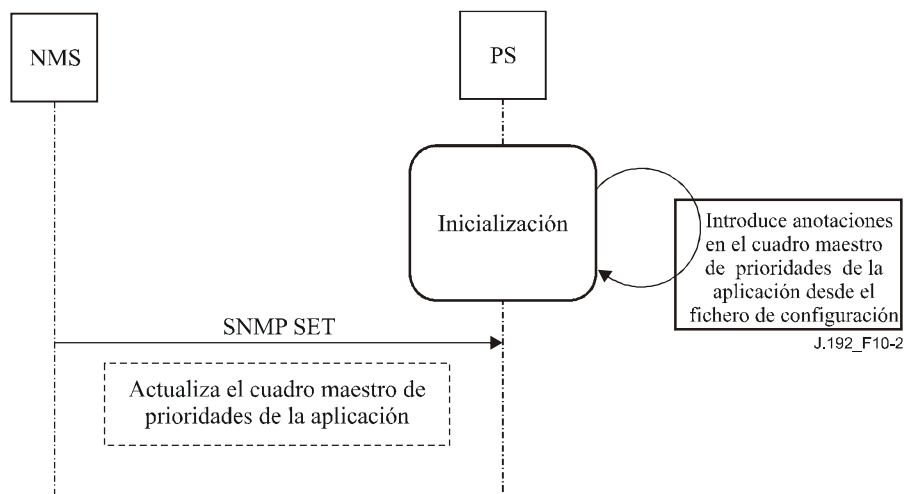 NMS
PS
Inicialización
Introduce anotaciones
en el cuadro maestro
de prioridades de la
aplicación desde el
fichero de configuración
J.192_F10-2
SNMP SET
Actualiza el cuadro maestro de
prioridades de la aplicación